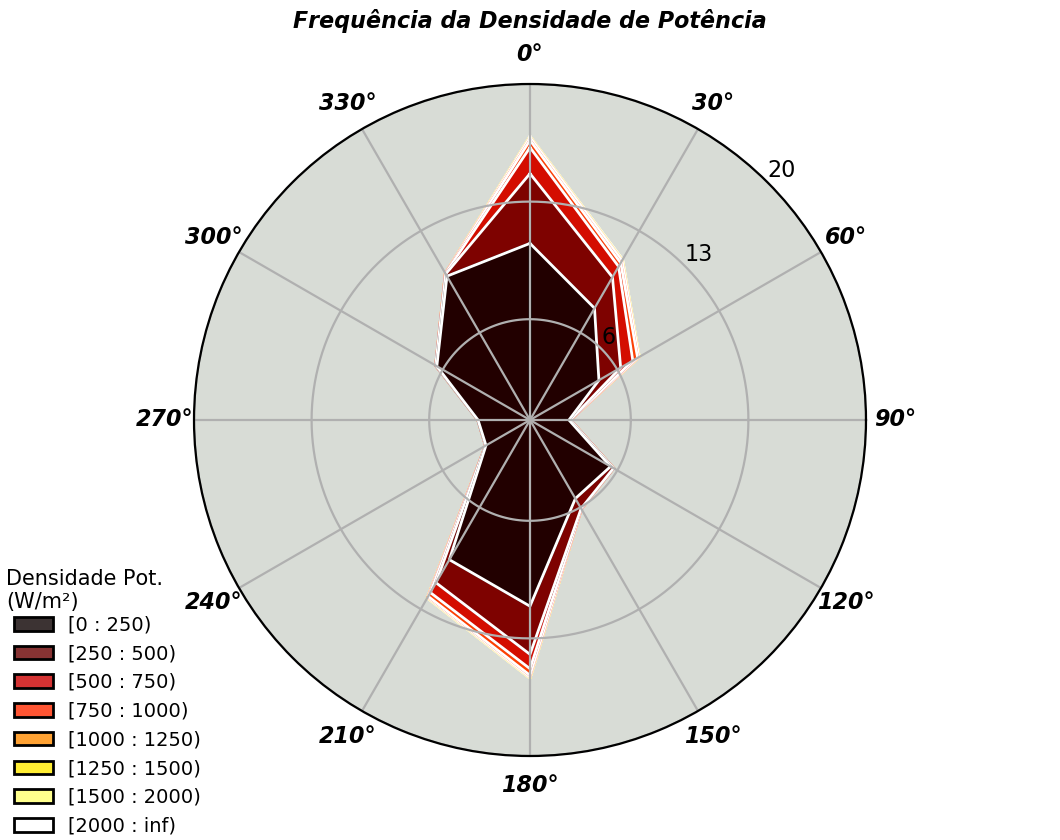 Frequência da Densidade de Potência
0°
330°
30°
20
300°
60°
13
6
270°
90°
240°
120°
210°
150°
180°
Densidade Pot.
(W/m²)
[0 : 250)
[250 : 500)
[500 : 750)
[750 : 1000)
[1000 : 1250)
[1250 : 1500)
[1500 : 2000)
[2000 : inf)